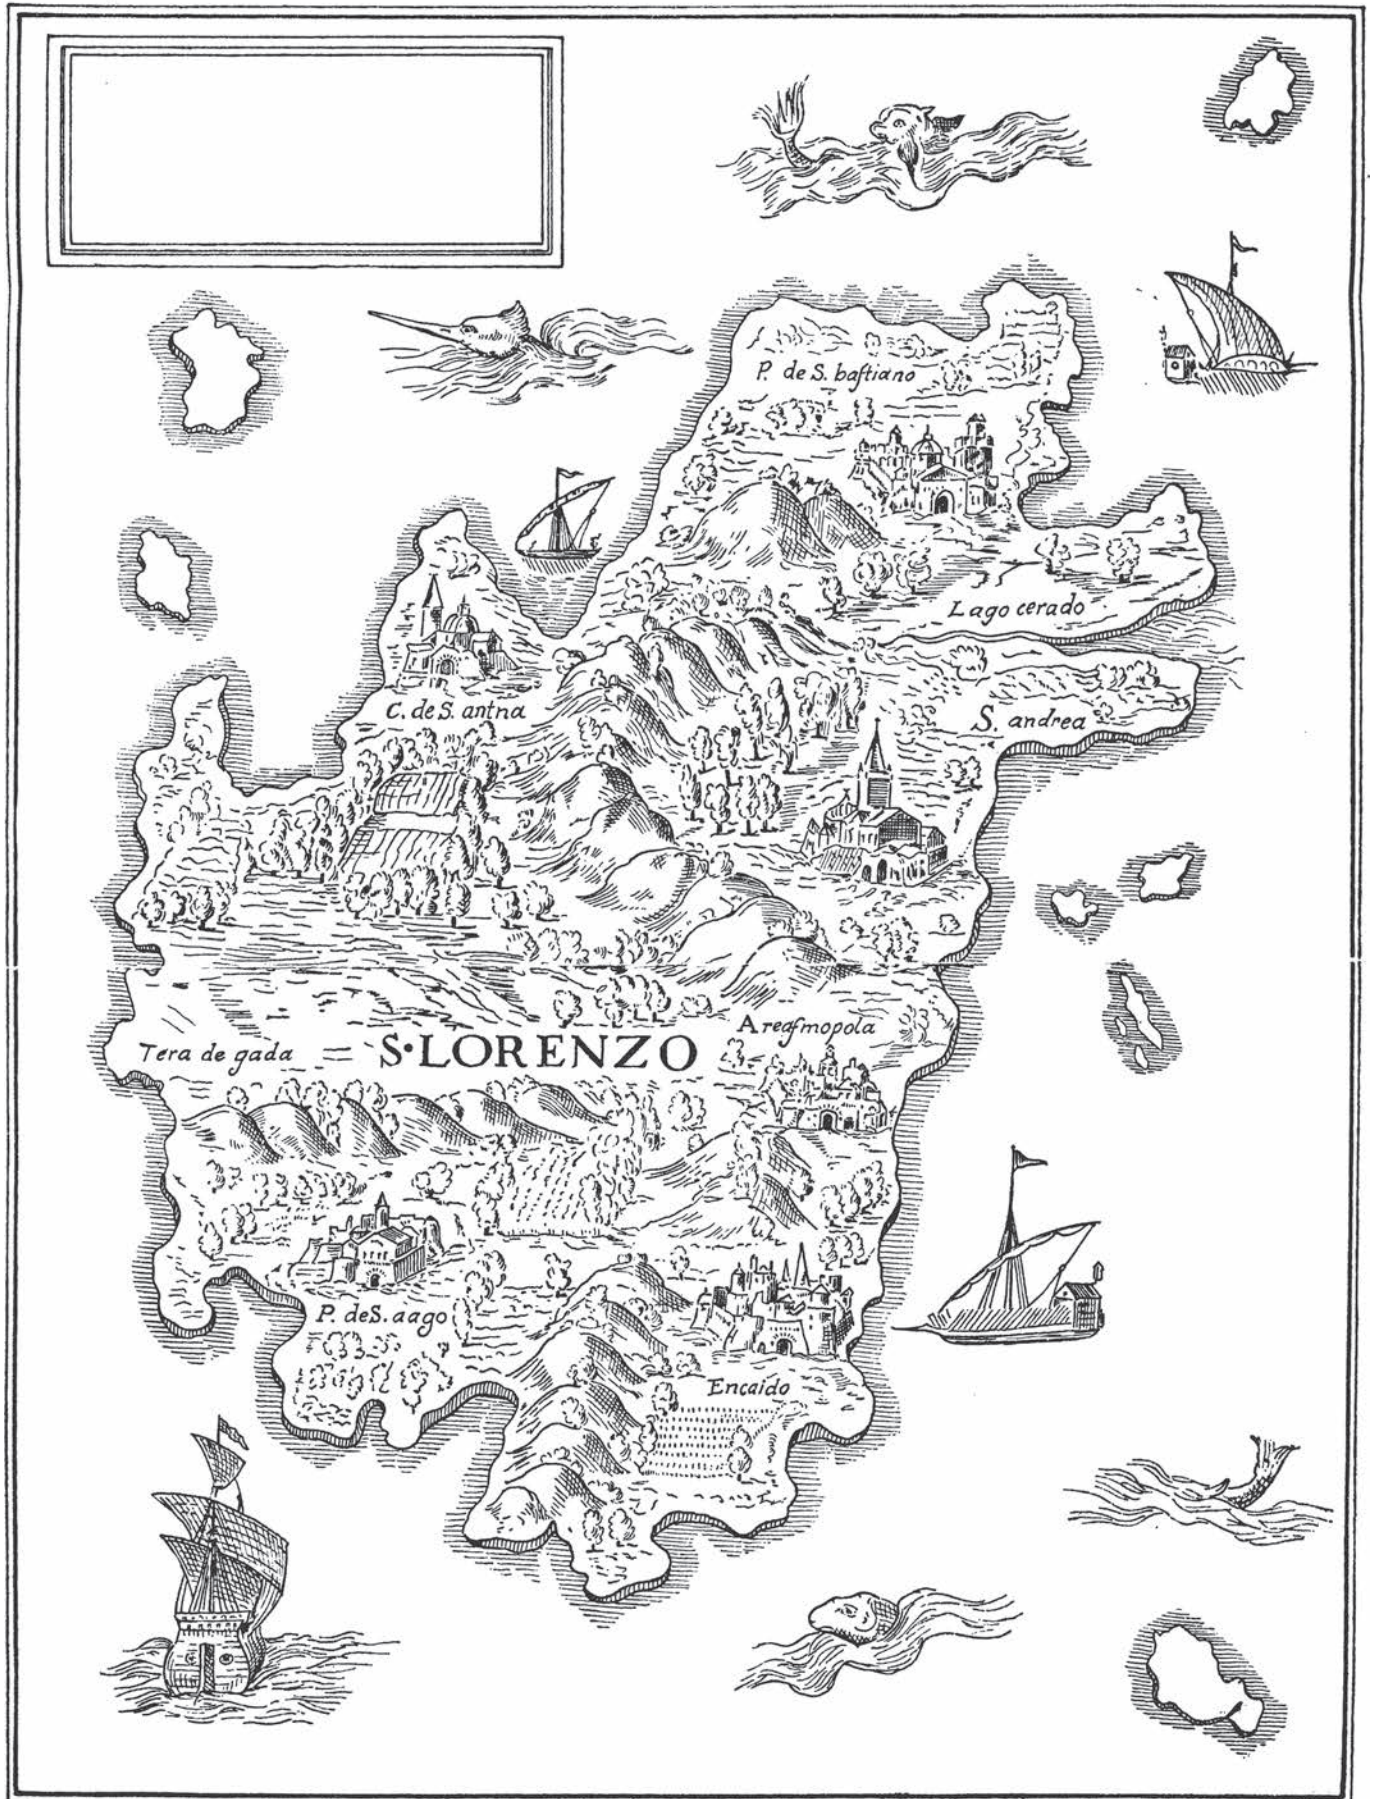 P. de S. baſtiano
Lago cerado
C. de S. antna
S. andrea
Areaſmopola
Tera de gada = S·LORENZO
P. de S. aago
Encaido